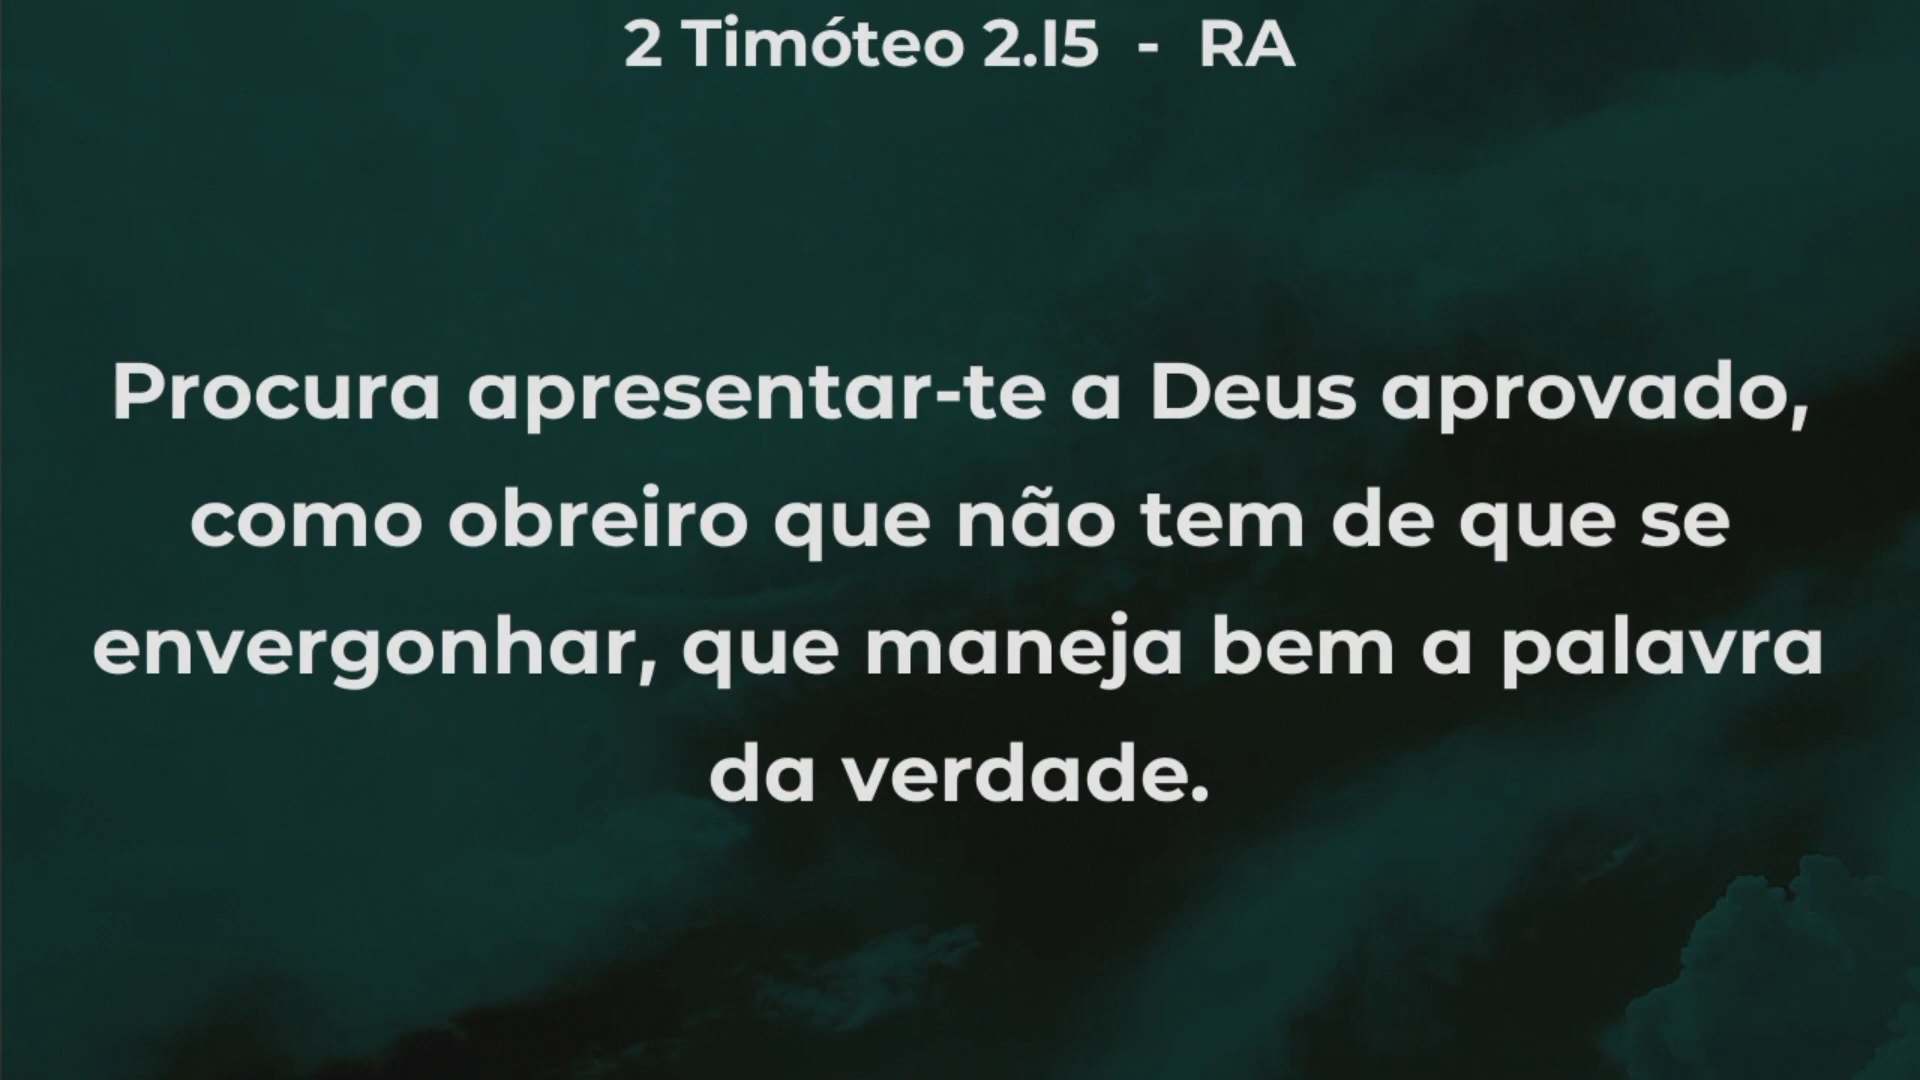 2 Timóteo 2.15 - RA
Procura apresentar-te a Deus aprovado,
como obreiro que não tem de que se
envergonhar, que maneja bem a palavra
da verdade.